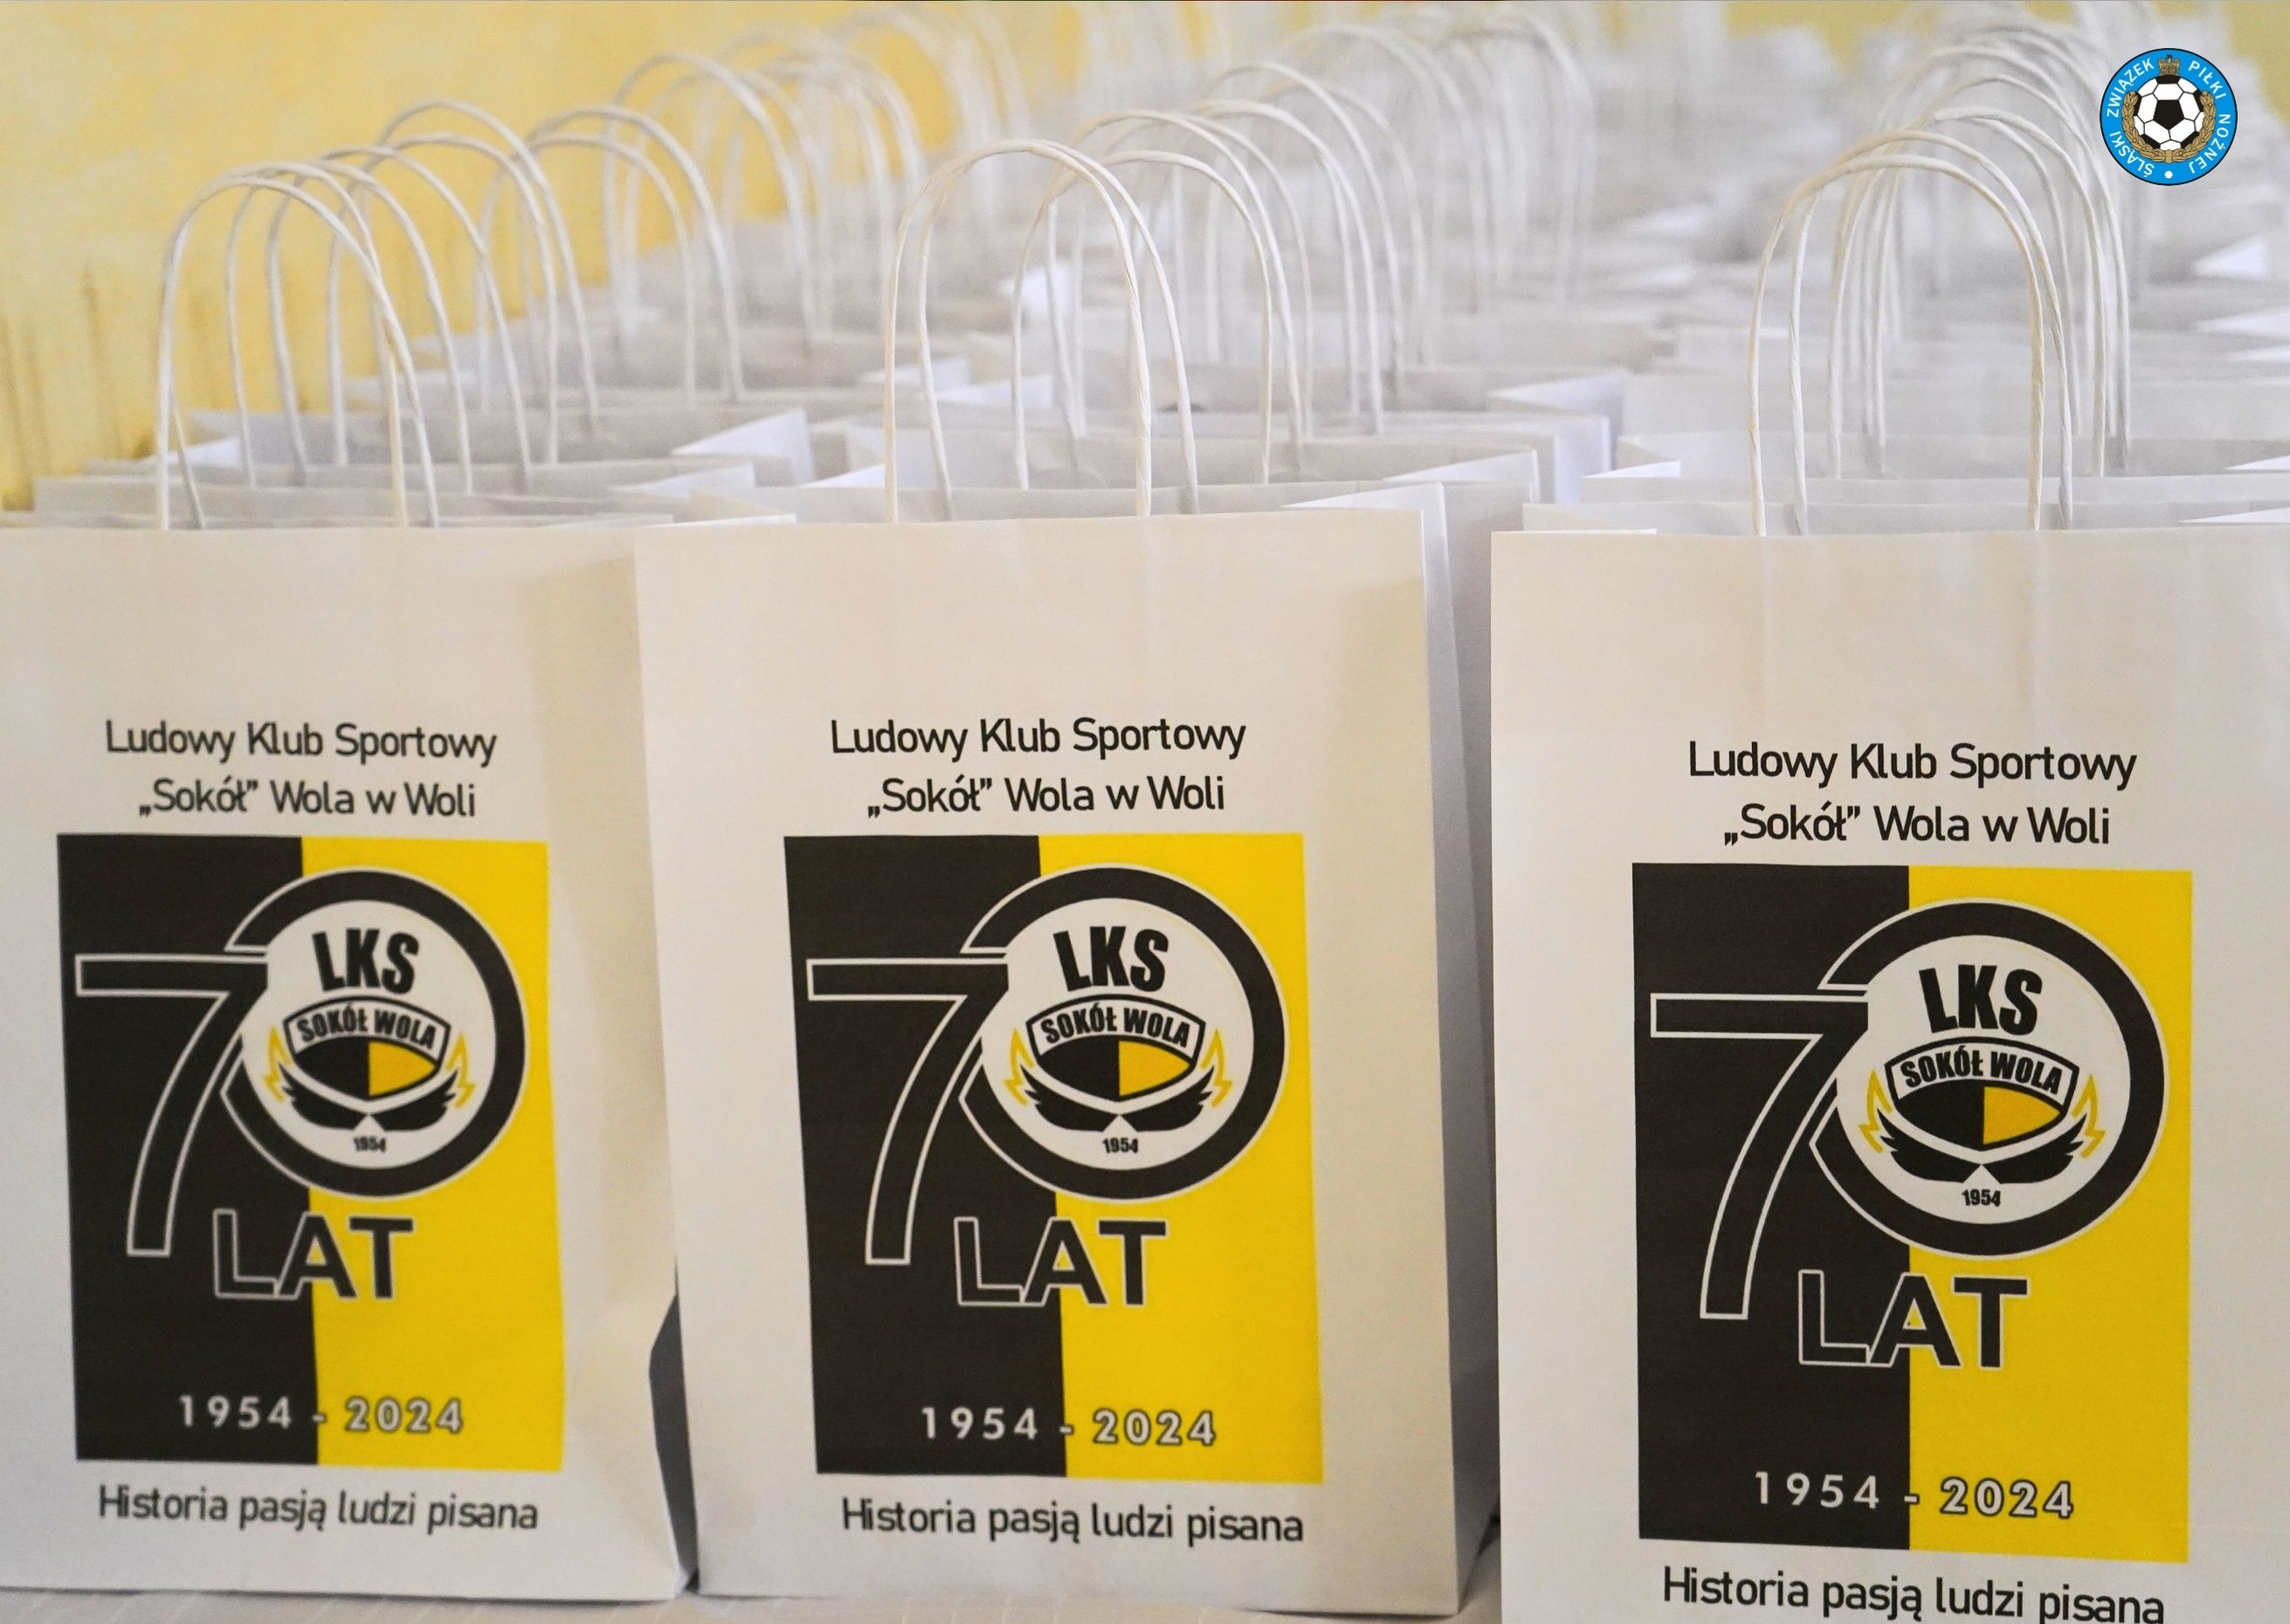 ŚLĄSKI ZWIĄZEK PIŁKI NOŻNEJ
Ludowy Klub Sportowy
„Sokół” Wola w Woli
70
LKS
SOKÓŁ WOLA
1954
LAT
1954 - 2024
Historia pasją ludzi pisana
Ludowy Klub Sportowy
„Sokół” Wola w Woli
70
LKS
SOKÓŁ WOLA
1954
LAT
1954 - 2024
Historia pasją ludzi pisana
Ludowy Klub Sportowy
„Sokół” Wola w Woli
70
LKS
SOKÓŁ WOLA
1954
LAT
1954 - 2024
Historia pasją ludzi pisana